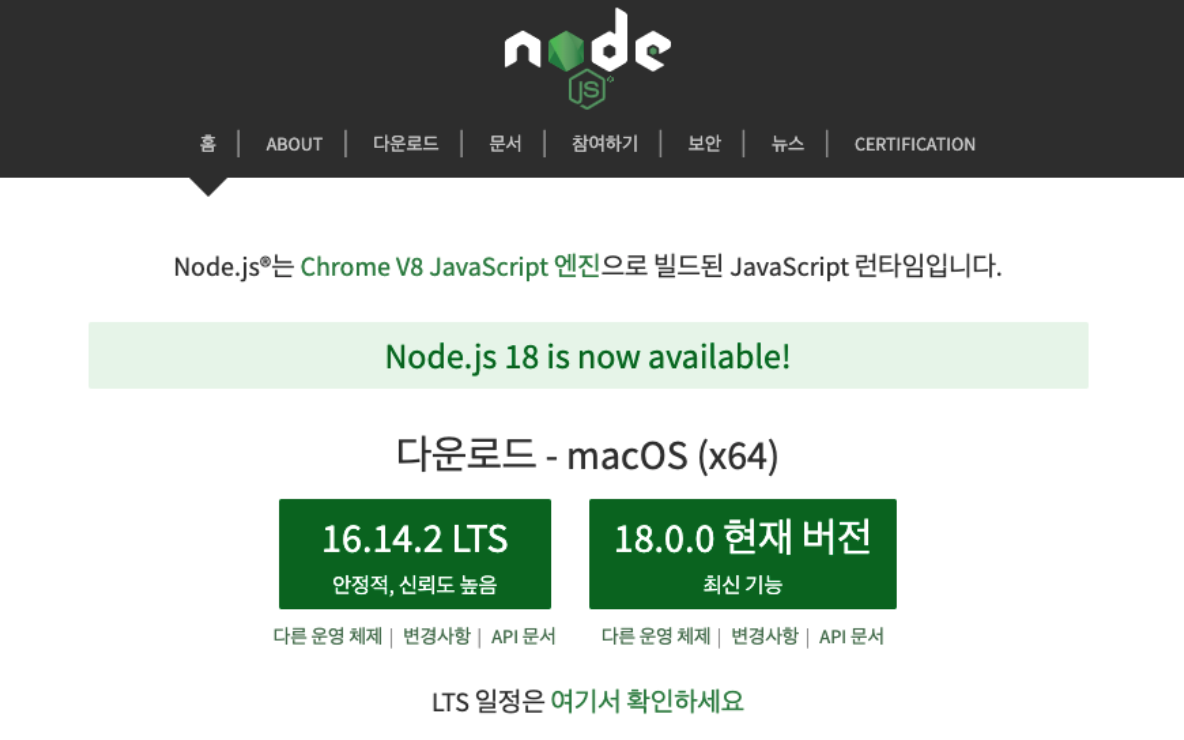 node
JS
홈 | ABOUT | 다운로드 | 문서 | 참여하기 | 보안 | 뉴스 | CERTIFICATION
Node.js®는 Chrome V8 JavaScript 엔진으로 빌드된 JavaScript 런타임입니다.
Node.js 18 is now available!
다운로드 - macOS (x64)
16.14.2 LTS
안정적, 신뢰도 높음
다른 운영 체제 | 변경사항 | API 문서
18.0.0 현재 버전
최신 기능
다른 운영 체제 | 변경사항 | API 문서
LTS 일정은 여기서 확인하세요